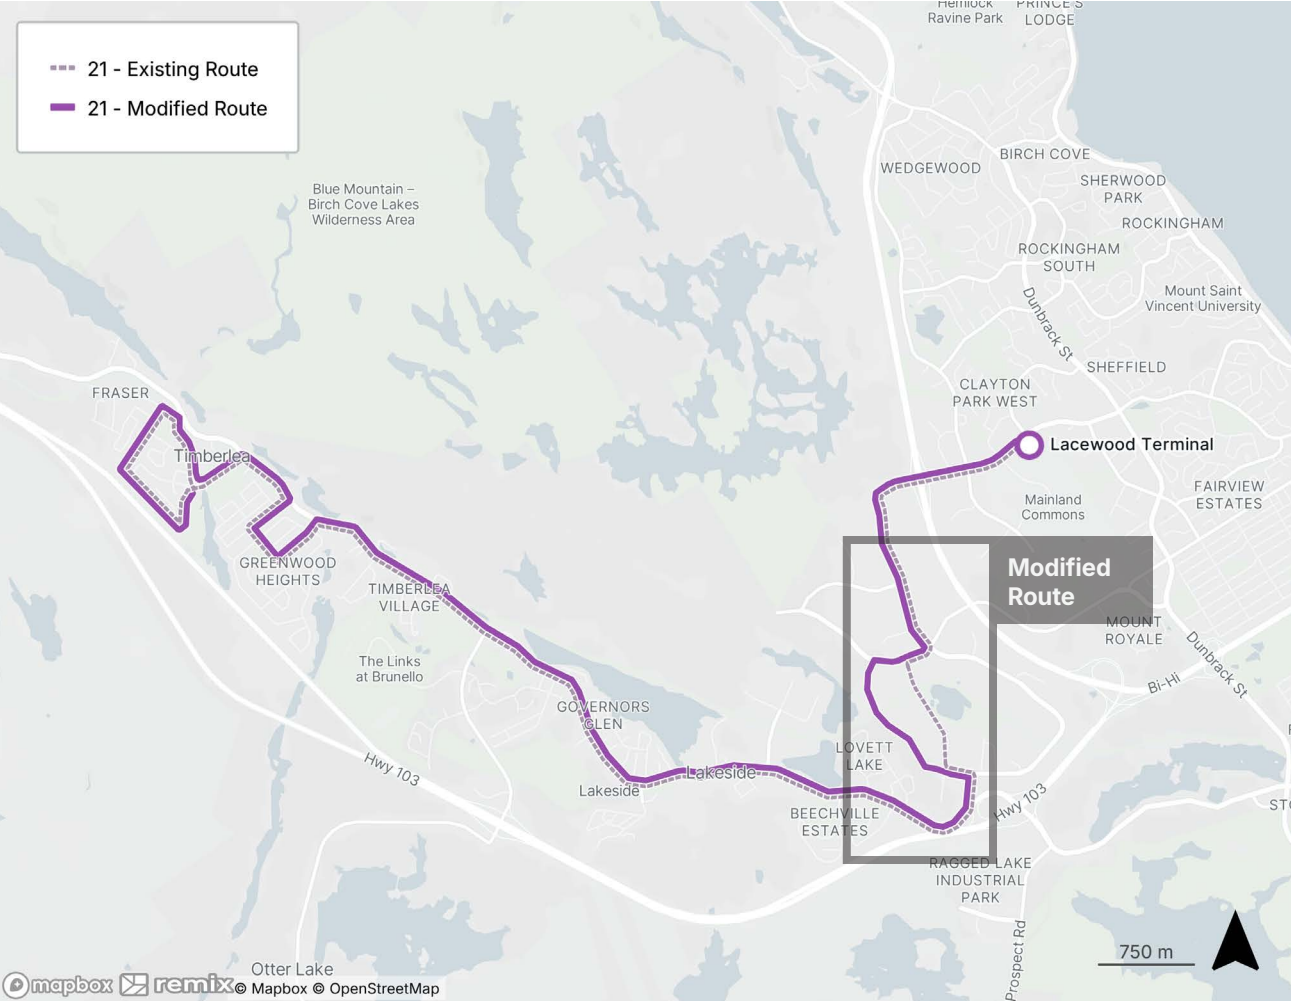 21 - Existing Route
21 - Modified Route
Hemlock
Ravine Park
PRINCE'S
LODGE
WEDGEWOOD
BIRCH COVE
SHERWOOD
PARK
ROCKINGHAM
Blue Mountain –
Birch Cove Lakes
Wilderness Area
ROCKINGHAM
SOUTH
Mount Saint
Vincent University
Dunbrack St
SHEFFIELD
CLAYTON
PARK WEST
FRASER
Timberlea
Lacewood Terminal
Mainland
Commons
FAIRVIEW
ESTATES
GREENWOOD
HEIGHTS
TIMBERLEA
VILLAGE
Modified
Route
MOUNT
ROYALE
Dunbrack St
Bi-Hi
The Links
at Brunello
GOVERNORS
GLEN
LOVETT
LAKE
Hwy 103
Lakeside
Lakeside
BEECHVILLE
ESTATES
Hwy 103
RAGGED LAKE
INDUSTRIAL
PARK
Prospect Rd
750 m
Otter Lake
mapbox remix © Mapbox © OpenStreetMap